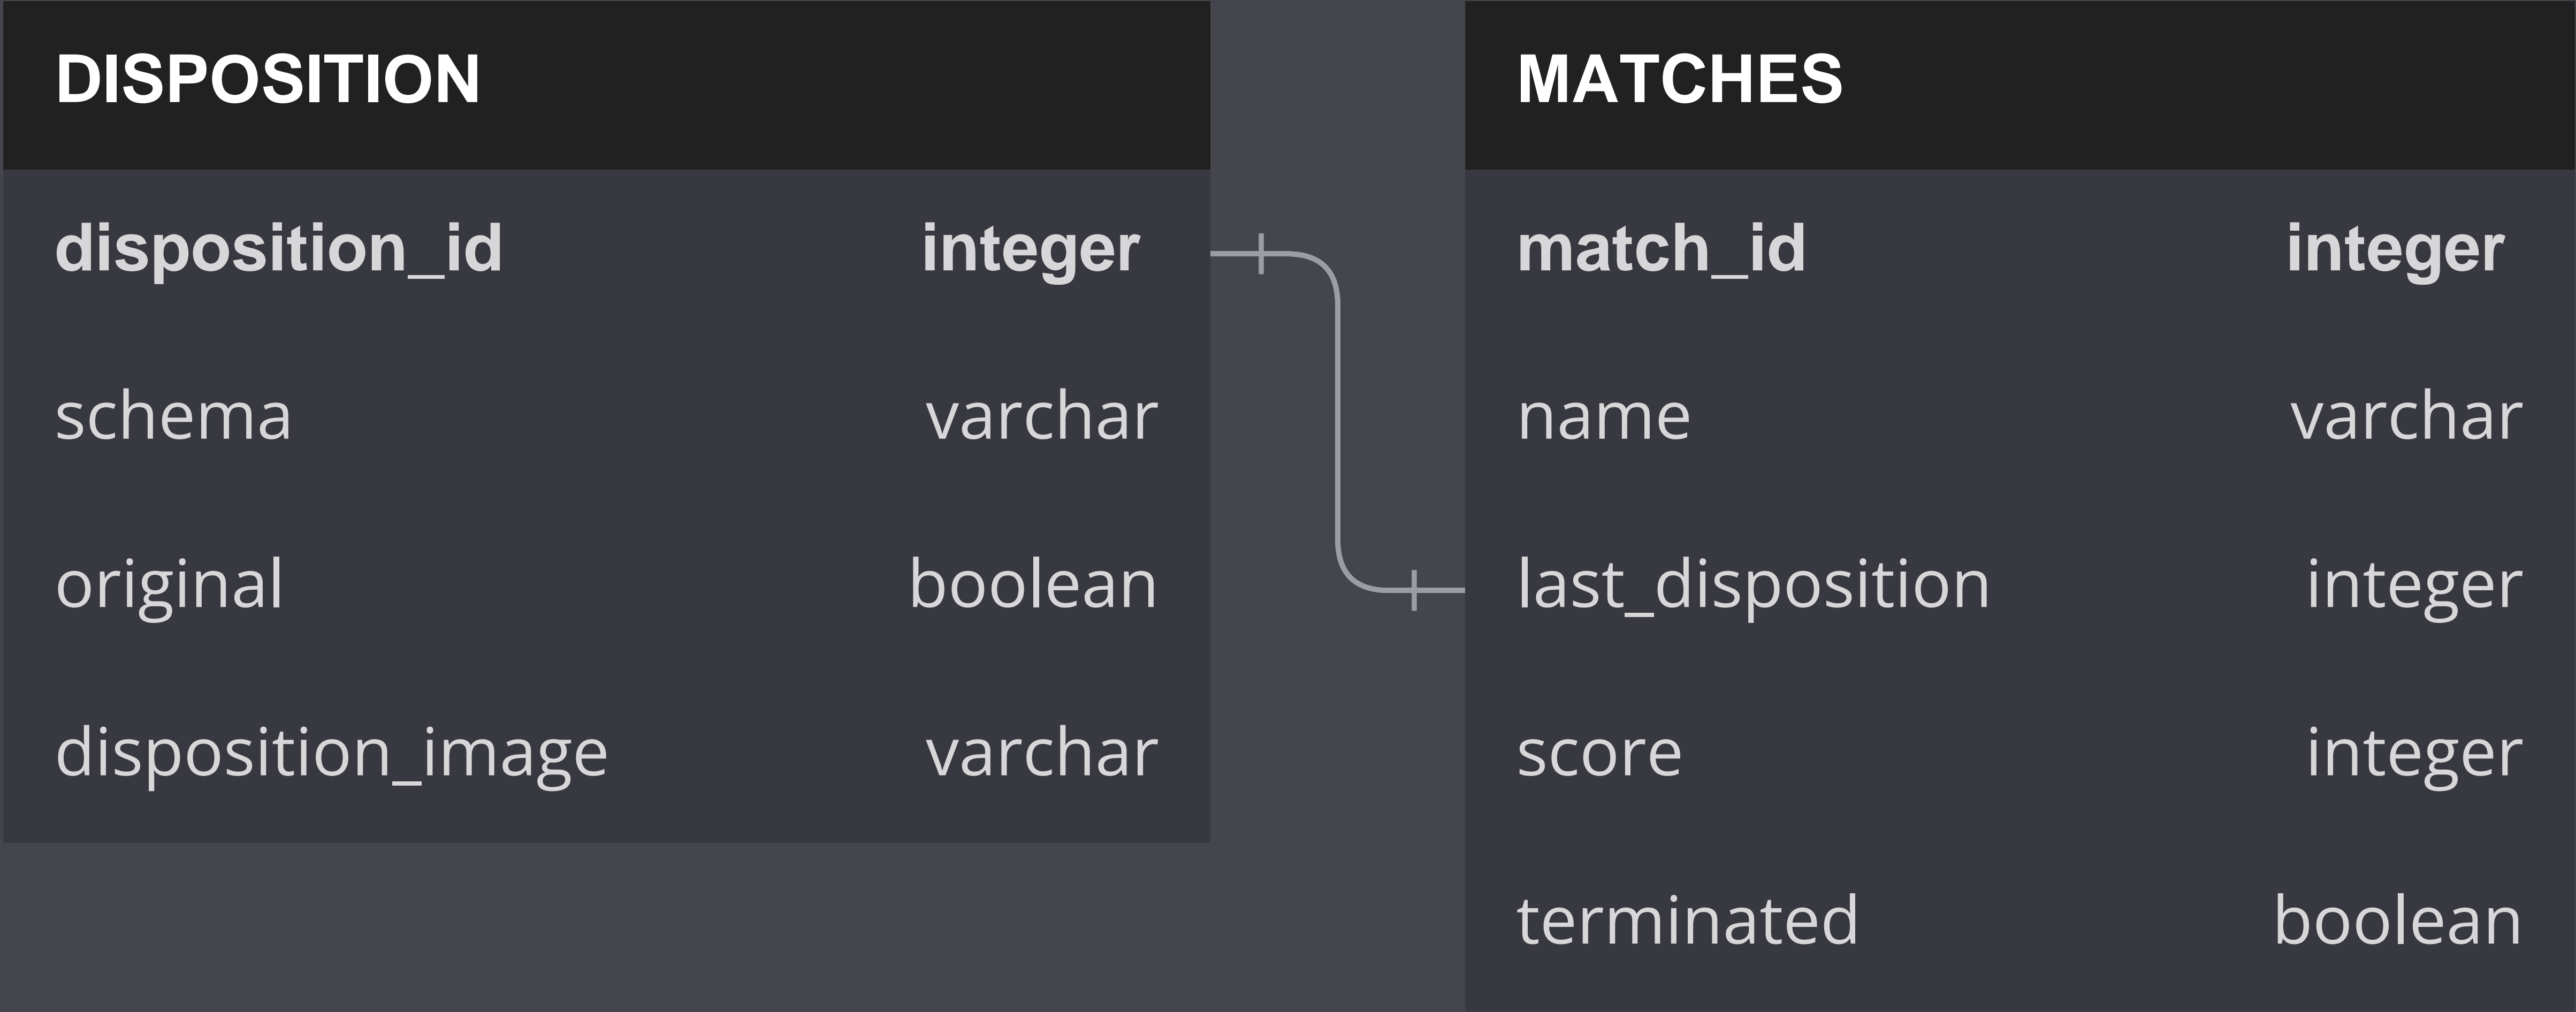 DISPOSITION
disposition_id integer
schema varchar
original boolean
disposition_image varchar
MATCHES
match_id integer
name varchar
last_disposition integer
score integer
terminated boolean